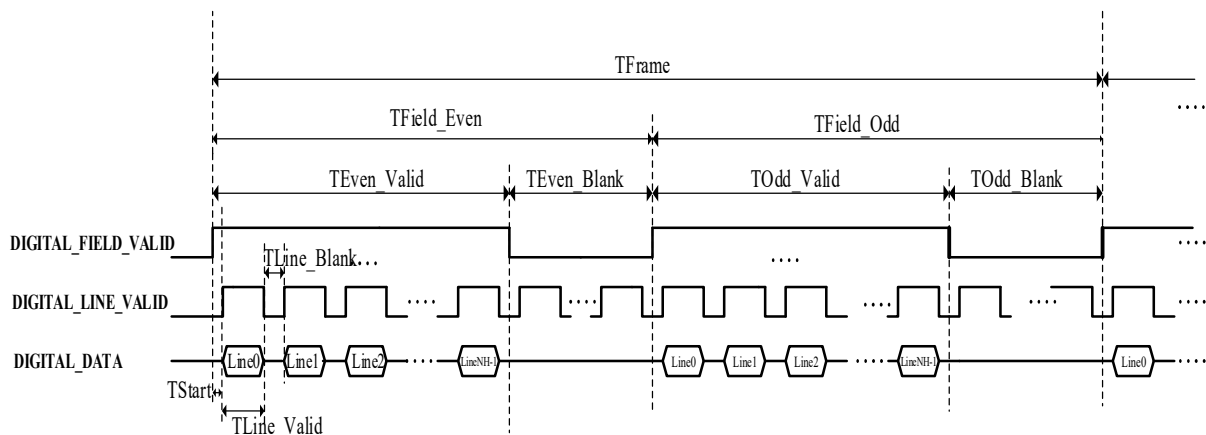 TFrame
....
TField_Even
TField_Odd
TEven_Valid
TEven_Blank
TOdd_Valid
TOdd_Blank
DIGITAL_FIELD_VALID
TLine_Blank
....
....
....
DIGITAL_LINE_VALID
....
....
....
....
....
DIGITAL_DATA
Line0
Line1
Line2
....
LineNH-1
Line0
Line1
Line2
....
LineNH-1
Line0
....
TStart
TLine_Valid